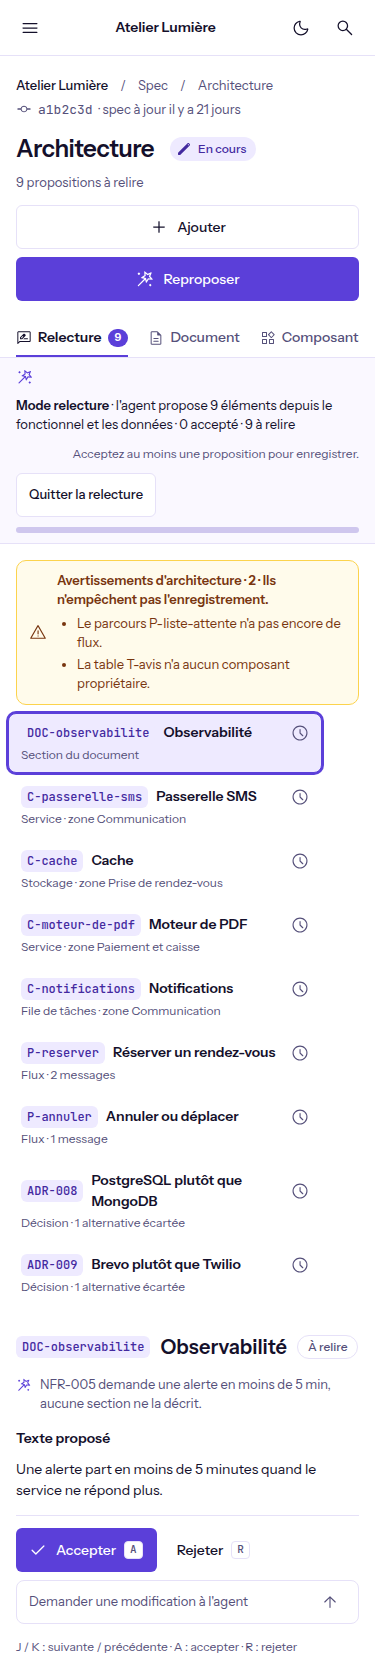 Atelier Lumière
Atelier Lumière / Spec / Architecture
a1b2c3d · spec à jour il y a 21 jours
Architecture En cours
9 propositions à relire
Ajouter
Reproposer
Relecture 9 Document Composant
Mode relecture · l'agent propose 9 éléments depuis le
fonctionnel et les données · 0 accepté · 9 à relire
Acceptez au moins une proposition pour enregistrer.
Quitter la relecture
Avertissements d'architecture · 2 · Ils
n'empêchent pas l'enregistrement.
• Le parcours P-liste-attente n'a pas encore de
flux.
• La table T-avis n'a aucun composant
propriétaire.
DOC-observabilite Observabilité
Section du document
C-passerelle-sms Passerelle SMS
Service · zone Communication
C-cache Cache
Stockage · zone Prise de rendez-vous
C-moteur-de-pdf Moteur de PDF
Service · zone Paiement et caisse
C-notifications Notifications
File de tâches · zone Communication
P-reserver Réserver un rendez-vous
Flux · 2 messages
P-annuler Annuler ou déplacer
Flux · 1 message
ADR-008 PostgreSQL plutôt que
MongoDB
Décision · 1 alternative écartée
ADR-009 Brevo plutôt que Twilio
Décision · 1 alternative écartée
DOC-observabilite Observabilité À relire
NFR-005 demande une alerte en moins de 5 min,
aucune section ne la décrit.
Texte proposé
Une alerte part en moins de 5 minutes quand le
service ne répond plus.
Accepter A Rejeter R
Demander une modification à l'agent
J / K : suivante / précédente · A : accepter · R : rejeter